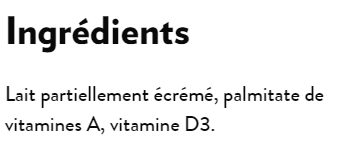 Ingrédients
Lait partiellement écrémé, palmitate de
vitamines A, vitamine D3.